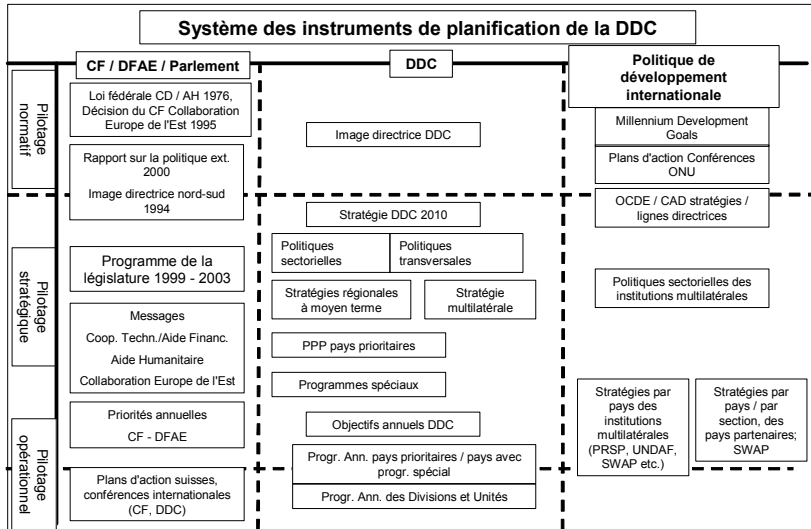 Système des instruments de planification de la DDC
CF / DFAE / Parlement
DDC
Politique de
développement
internationale
Pilotage
normatif
Loi fédérale CD / AH 1976,
Décision du CF Collaboration
Europe de l'Est 1995
Rapport sur la politique ext.
2000
Image directrice nord-sud
1994
Image directrice DDC
Millennium Development
Goals
Plans d'action Conférences
ONU
OCDE / CAD stratégies /
lignes directrices
Pilotage
stratégique
Programme de la
législature 1999 - 2003
Messages
Coop. Techn./Aide Financ.
Aide Humanitaire
Collaboration Europe de l'Est
Stratégie DDC 2010
Politiques
sectorielles
Politiques
transversales
Stratégies régionales
à moyen terme
Stratégie
multilatérale
PPP pays prioritaires
Programmes spéciaux
Politiques sectorielles des
institutions multilatérales
Stratégies par
pays des
institutions
multilatérales
(PRSP, UNDAF,
SWAP etc.)
Stratégies par
pays / par
section, des
pays partenaires;
SWAP
Pilotage
opérationnel
Priorités annuelles
CF - DFAE
Plans d'action suisses,
conférences internationales
(CF, DDC)
Objectifs annuels DDC
Progr. Ann. pays prioritaires / pays avec
progr. spécial
Progr. Ann. des Divisions et Unités